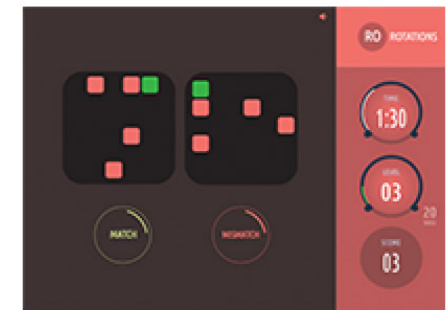 RO ROTATIONS
TIME
1:30
LEVEL
03
20
SCORE
03
MATCH
MISMATCH